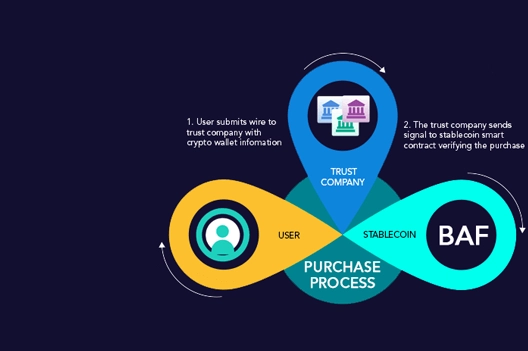 1. User submits wire to
trust company with
crypto wallet infomation
2. The trust company sends
signal to stablecoin smart
contract verifying the purchase
TRUST
COMPANY
USER
STABLECOIN
BAF
PURCHASE
PROCESS